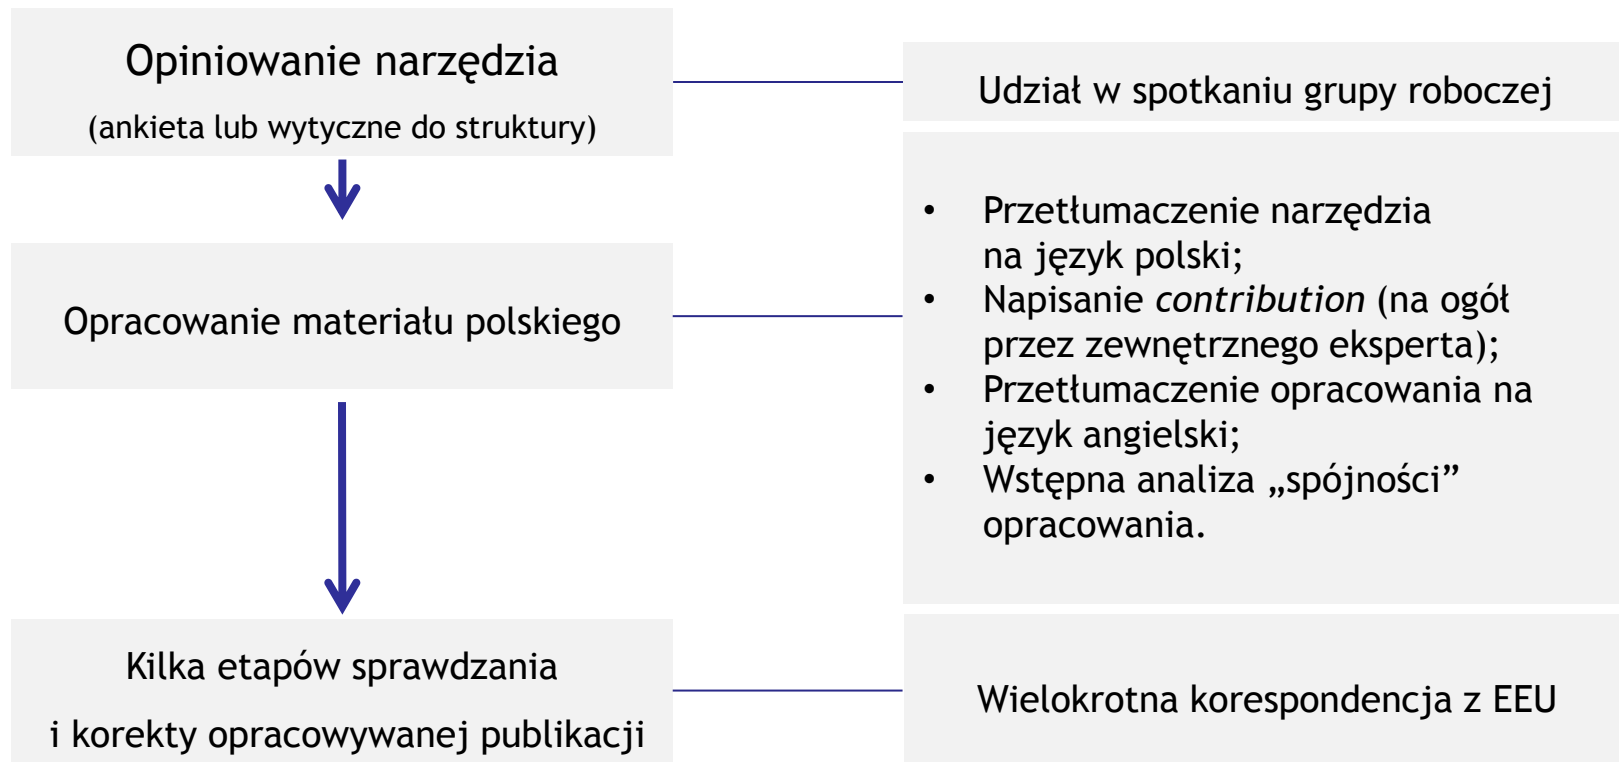 Opiniowanie narzędzia
(ankieta lub wytyczne do struktury)
Udział w spotkaniu grupy roboczej
Opracowanie materiału polskiego
• Przetłumaczenie narzędzia
na język polski;
• Napisanie contribution (na ogół
przez zewnętrznego eksperta);
• Przetłumaczenie opracowania na
język angielski;
• Wstępna analiza „spójności”
opracowania.
Kilka etapów sprawdzania
i korekty opracowywanej publikacji
Wielokrotna korespondencja z EEU